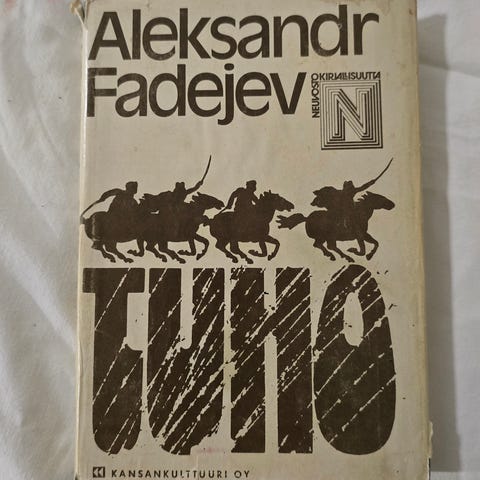 Aleksandr
Fadejev
NEUVOSTOKIRJALLISUUTTA
N
TUHO
KANSANKULTTUURI OY